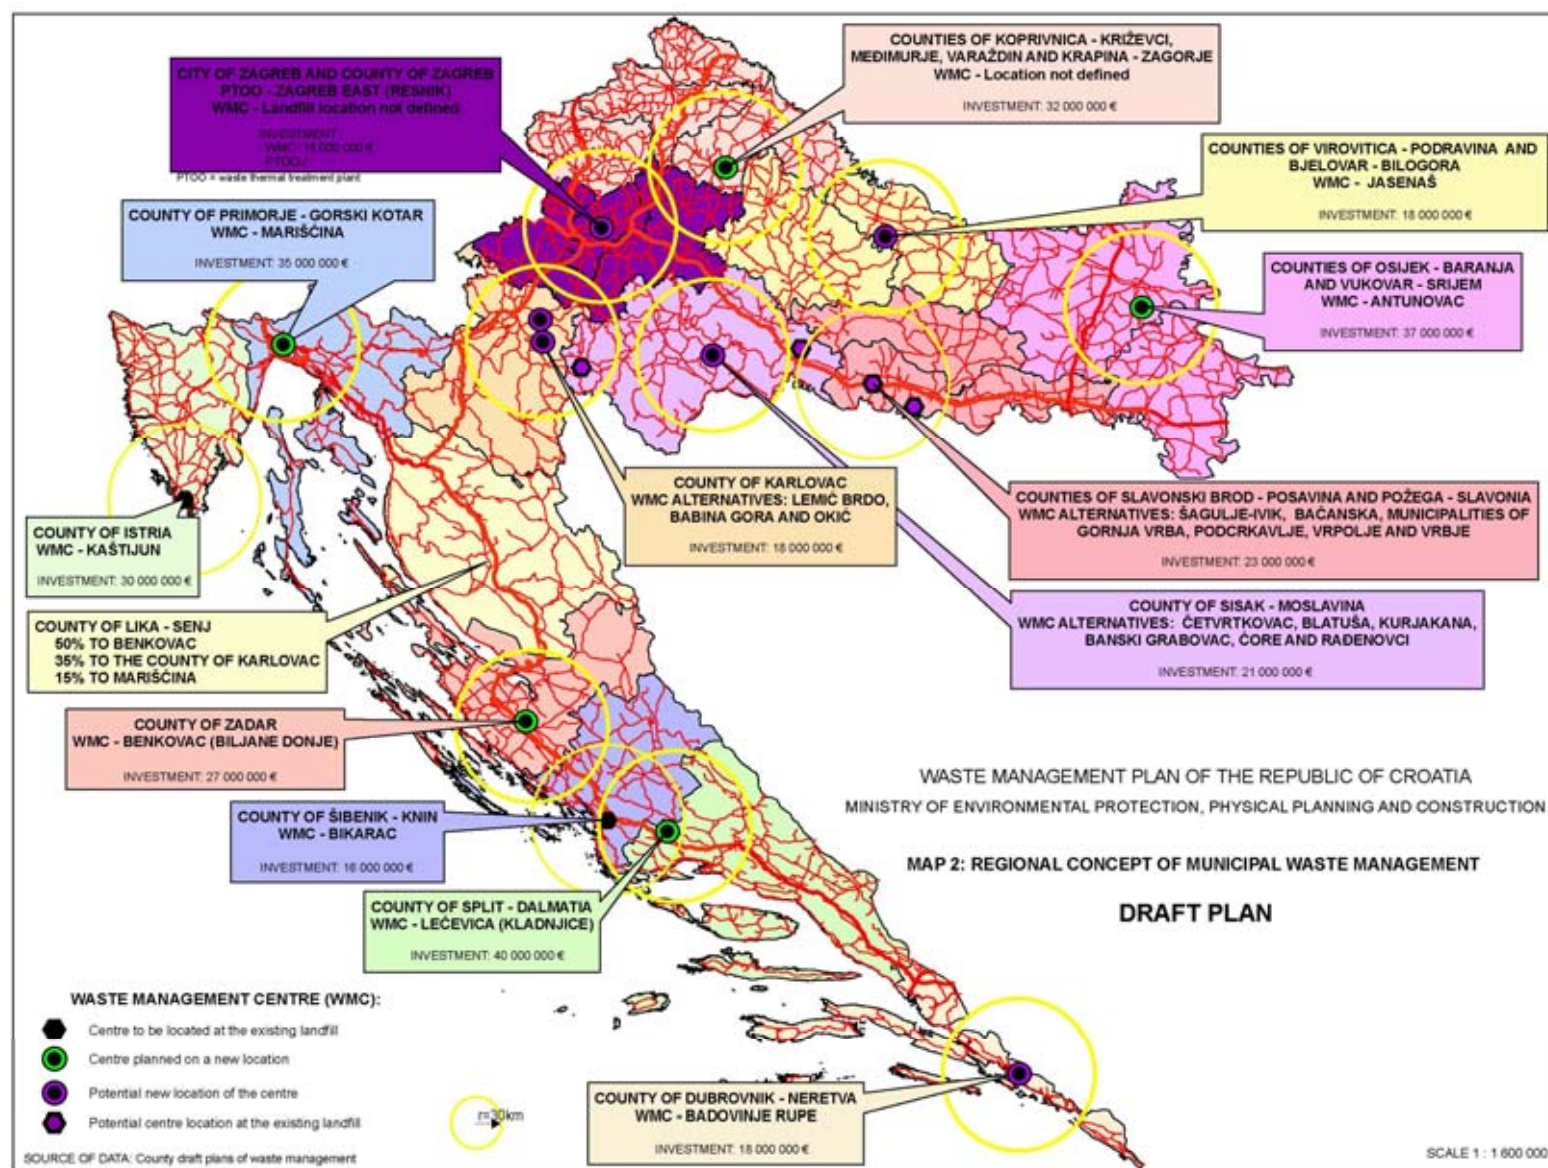 COUNTIES OF KOPRIVNICA - KRIŽEVCI,
MEĐIMURJE, VARAŽDIN AND KRAPINA - ZAGORJE
WMC - Location not defined
INVESTMENT: 32 000 000 €
CITY OF ZAGREB AND COUNTY OF ZAGREB
PTOO - ZAGREB EAST (RESNIK)
WMC - Landfill location not defined
INVESTMENT
PTOO /
PTOO = waste thermal treatment plant
COUNTIES OF VIROVITICA - PODRAVINA AND
BJELOVAR - BILOGORA
WMC - JASENAŠ
INVESTMENT: 18 000 000 €
COUNTY OF PRIMORJE - GORSKI KOTAR
WMC - MARIŠĆINA
INVESTMENT: 35 000 000 €
COUNTIES OF OSIJEK - BARANJA
AND VUKOVAR - SRIJEM
WMC - ANTUNOVAC
INVESTMENT: 37 000 000 €
COUNTY OF KARLOVAC
WMC ALTERNATIVES: LEMIĆ BRDO,
BABINA GORA AND OKIĆ
INVESTMENT: 18 000 000 €
COUNTIES OF SLAVONSKI BROD - POSAVINA AND POŽEGA - SLAVONIA
WMC ALTERNATIVES: ŠAGULJE-IVIK, BAČANSKA, MUNICIPALITIES OF
GORNJA VRBA, PODCRKAVLJE, VRPOLJE AND VRBJE
INVESTMENT: 23 000 000 €
COUNTY OF ISTRIA
WMC - KAŠTIJUN
INVESTMENT: 30 000 000 €
COUNTY OF SISAK - MOSLAVINA
WMC ALTERNATIVES: ČETVRTKOVAC, BLATUŠA, KURJAKANA,
BANSKI GRABOVAC, ČORE AND RAĐENOVCI
INVESTMENT: 21 000 000 €
COUNTY OF LIKA - SENJ
50% TO BENKOVAC
35% TO THE COUNTY OF KARLOVAC
15% TO MARIŠĆINA
COUNTY OF ZADAR
WMC - BENKOVAC (BILJANE DONJE)
INVESTMENT: 27 000 000 €
COUNTY OF ŠIBENIK - KNIN
WMC - BIKARAC
INVESTMENT: 16 000 000 €
COUNTY OF SPLIT - DALMATIA
WMC - LEĆEVICA (KLADNJICE)
INVESTMENT: 40 000 000 €
WASTE MANAGEMENT PLAN OF THE REPUBLIC OF CROATIA
MINISTRY OF ENVIRONMENTAL PROTECTION, PHYSICAL PLANNING AND CONSTRUCTION
MAP 2: REGIONAL CONCEPT OF MUNICIPAL WASTE MANAGEMENT
DRAFT PLAN
WASTE MANAGEMENT CENTRE (WMC):
Centre to be located at the existing landfill
Centre planned on a new location
Potential new location of the centre
Potential centre location at the existing landfill
r=30km
COUNTY OF DUBROVNIK - NERETVA
WMC - BADOVINJE RUPE
INVESTMENT: 18 000 000 €
SOURCE OF DATA: County draft plans of waste management
SCALE 1 : 1 600 000